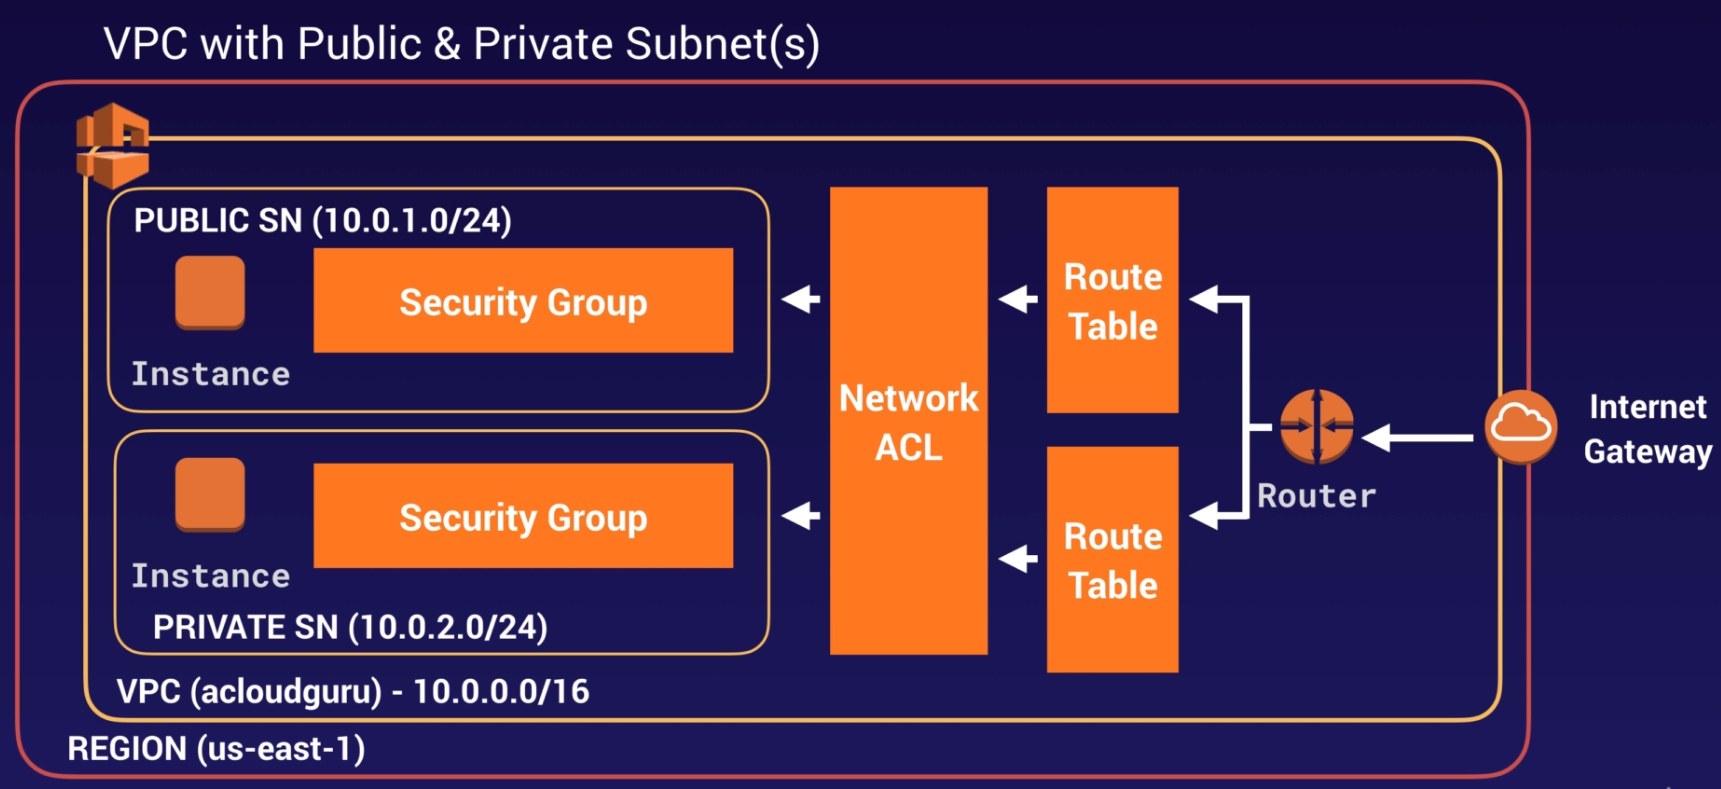 VPC with Public & Private Subnet(s)
PUBLIC SN (10.0.1.0/24)
Security Group
Instance
Security Group
Instance
PRIVATE SN (10.0.2.0/24)
VPC (acloudguru) - 10.0.0.0/16
REGION (us-east-1)
Network
ACL
Route
Table
Route
Table
Router
Internet
Gateway